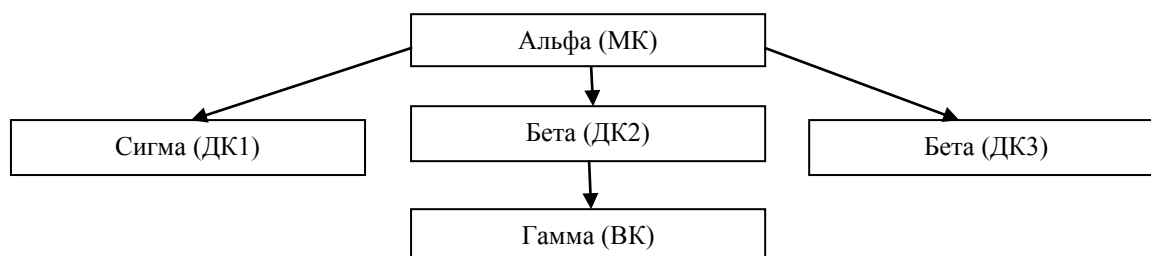 Альфа (МК)
Сигма (ДК1)
Бета (ДК2)
Бета (ДК3)
Гамма (ВК)